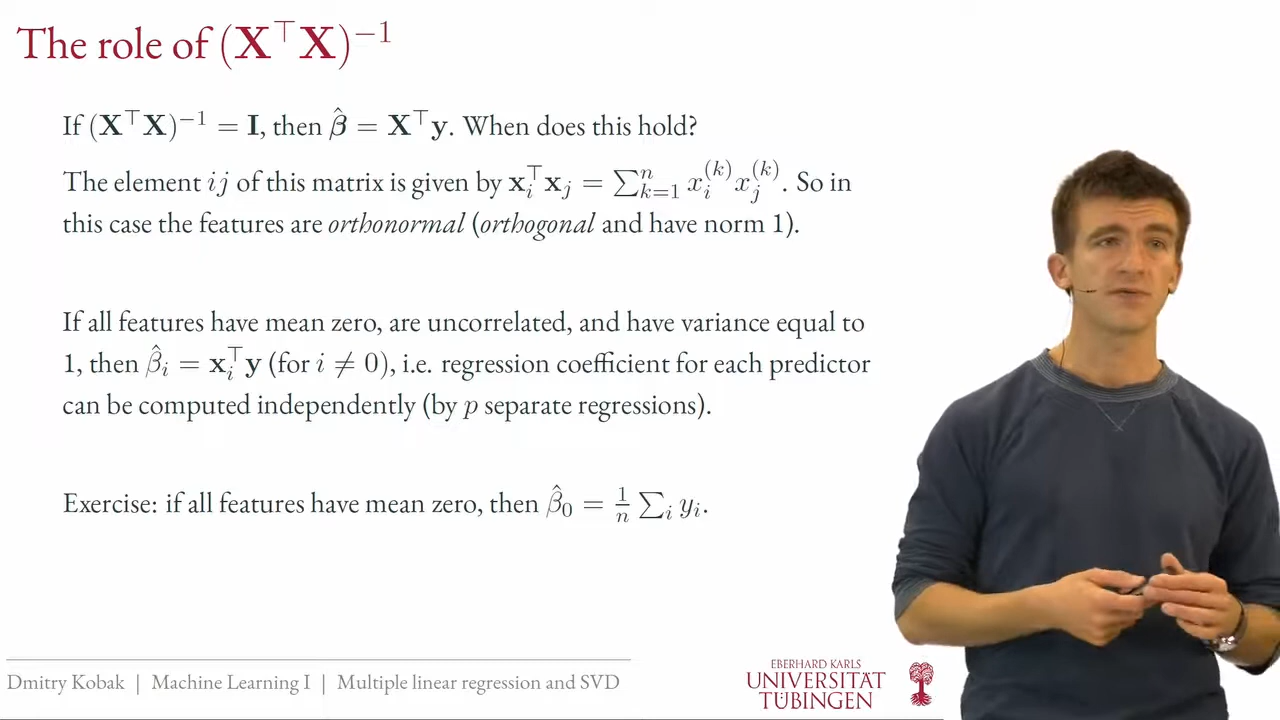 The role of (X⊤X)⁻¹
If (X⊤X)⁻¹ = I, then β̂ = X⊤y. When does this hold?
The element ij of this matrix is given by xᵢ⊤xⱼ = ∑ₖ₌₁ⁿ xᵢ⁽ᵏ⁾ xⱼ⁽ᵏ⁾. So in
this case the features are orthonormal (orthogonal and have norm 1).
If all features have mean zero, are uncorrelated, and have variance equal to
1, then β̂ᵢ = xᵢ⊤y (for i ≠ 0), i.e. regression coefficient for each predictor
can be computed independently (by p separate regressions).
Exercise: if all features have mean zero, then β̂₀ = 1/n ∑ᵢ yᵢ.
Dmitry Kobak | Machine Learning I | Multiple linear regression and SVD
EBERHARD KARLS
UNIVERSITÄT
TÜBINGEN